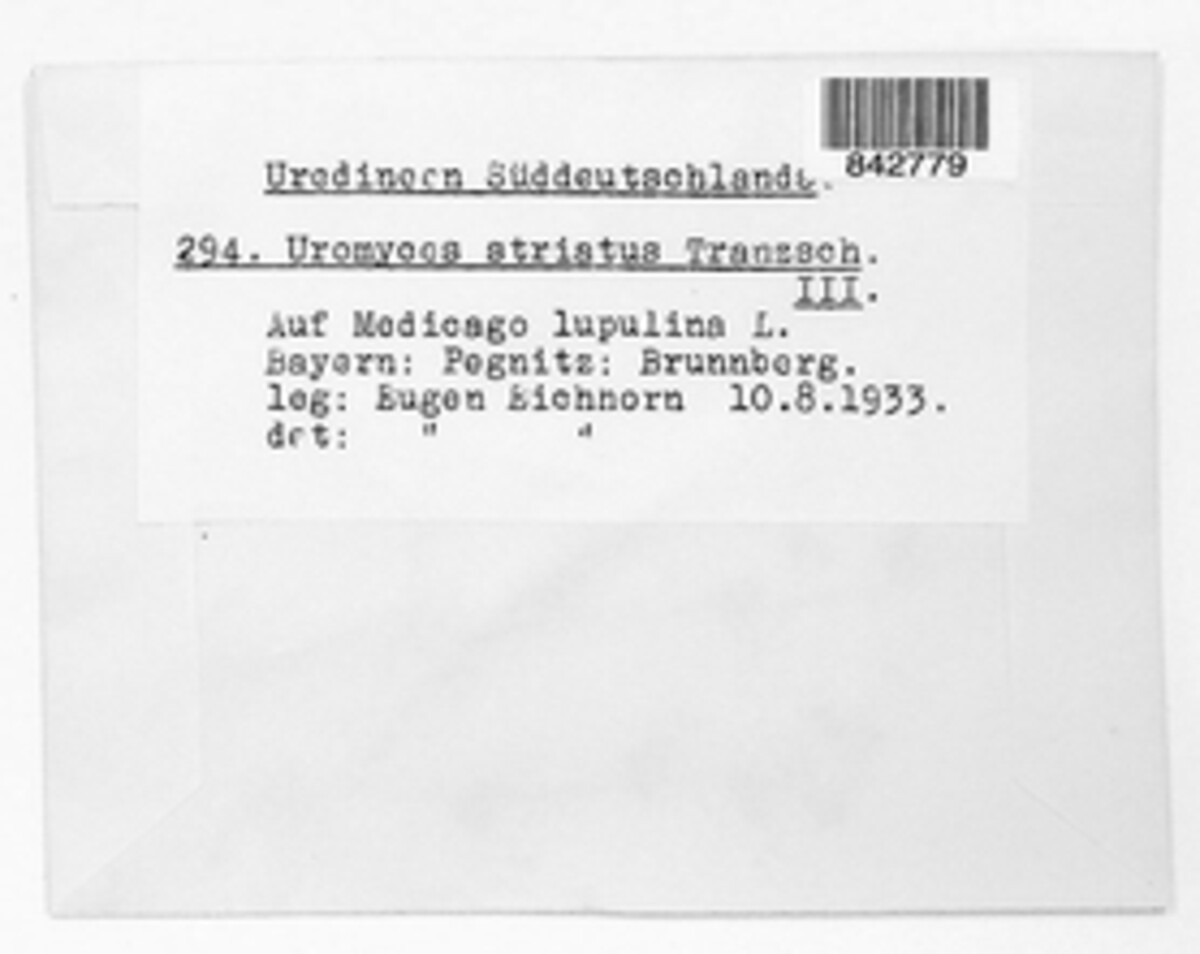 842779
Uredineen Süddeutschlands.
294. Uromyces striatus Tranzsch.
III.
Auf Medicago lupulina L.
Bayern: Pegnitz: Brunnberg.
leg: Eugen Eichhorn 10.8.1933.
det: " "